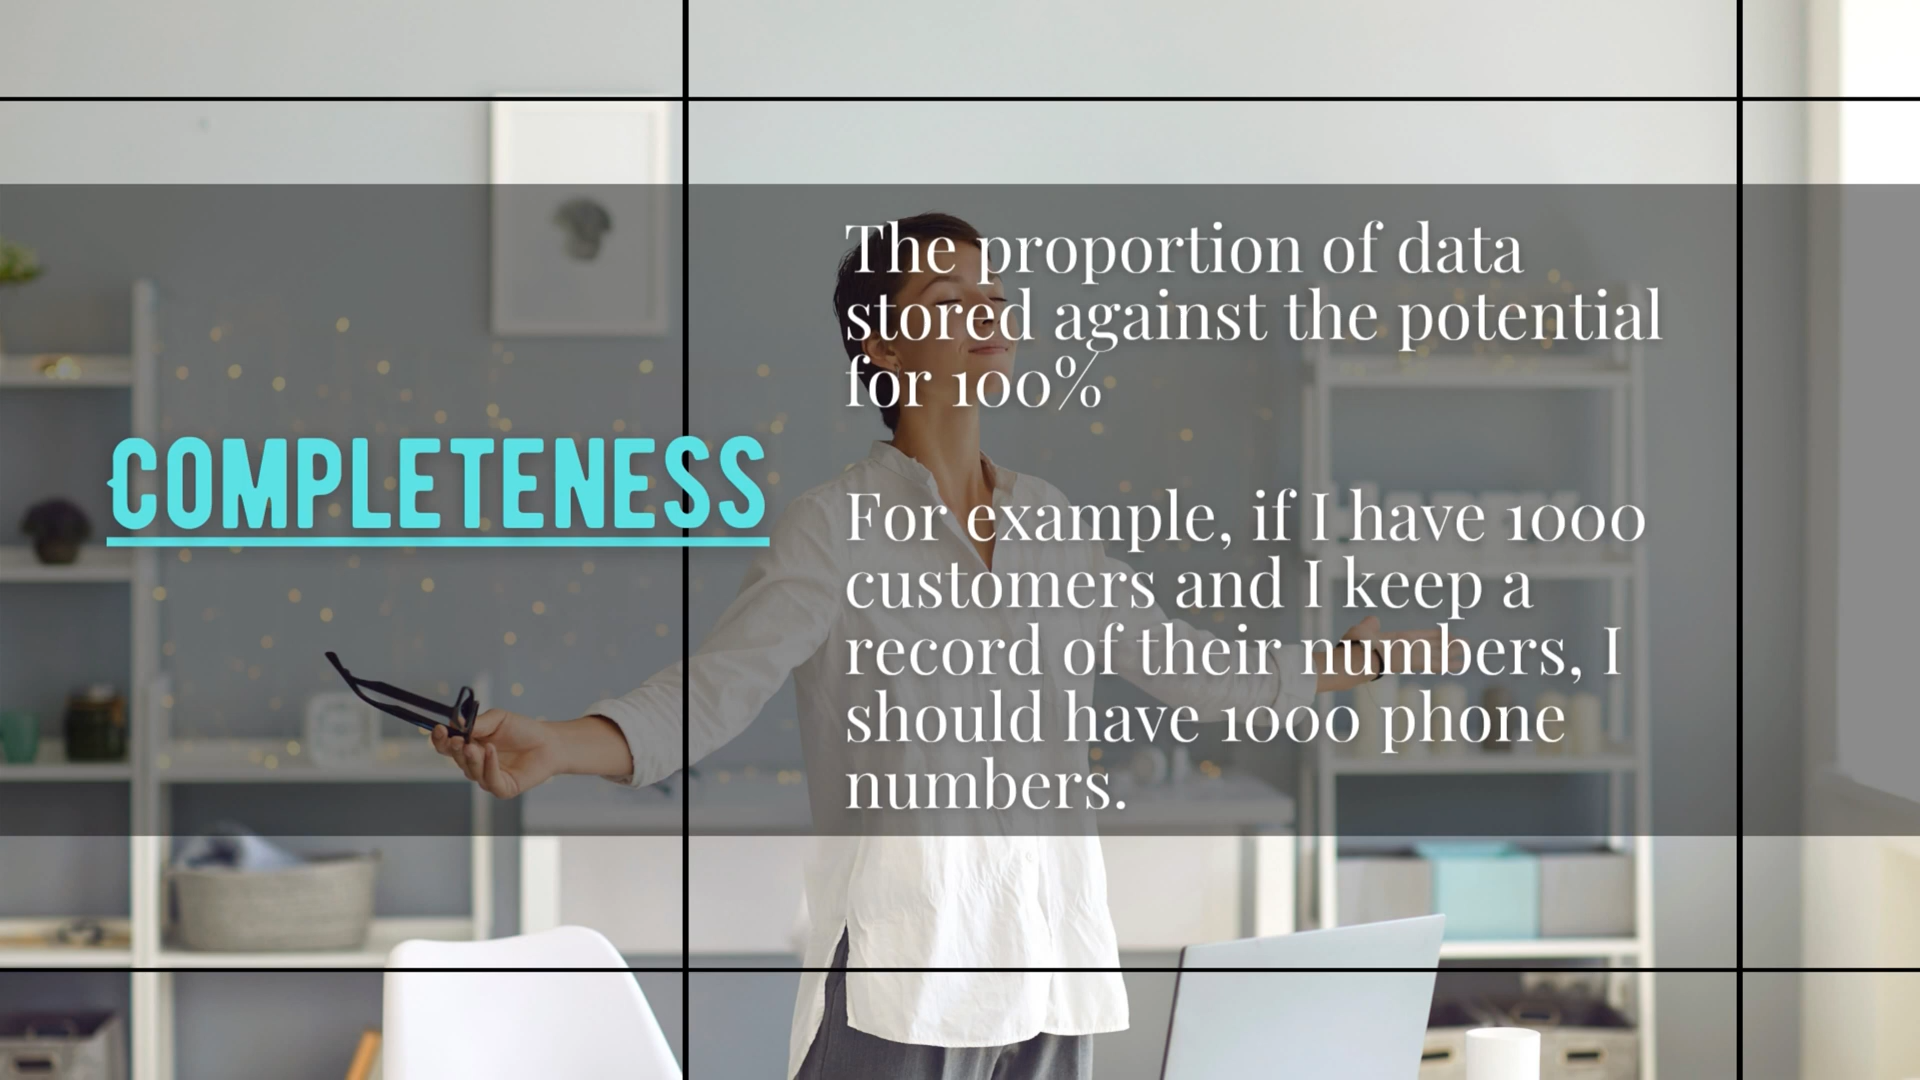 COMPLETENESS
The proportion of data
stored against the potential
for 100%
For example, if I have 1000
customers and I keep a
record of their numbers, I
should have 1000 phone
numbers.